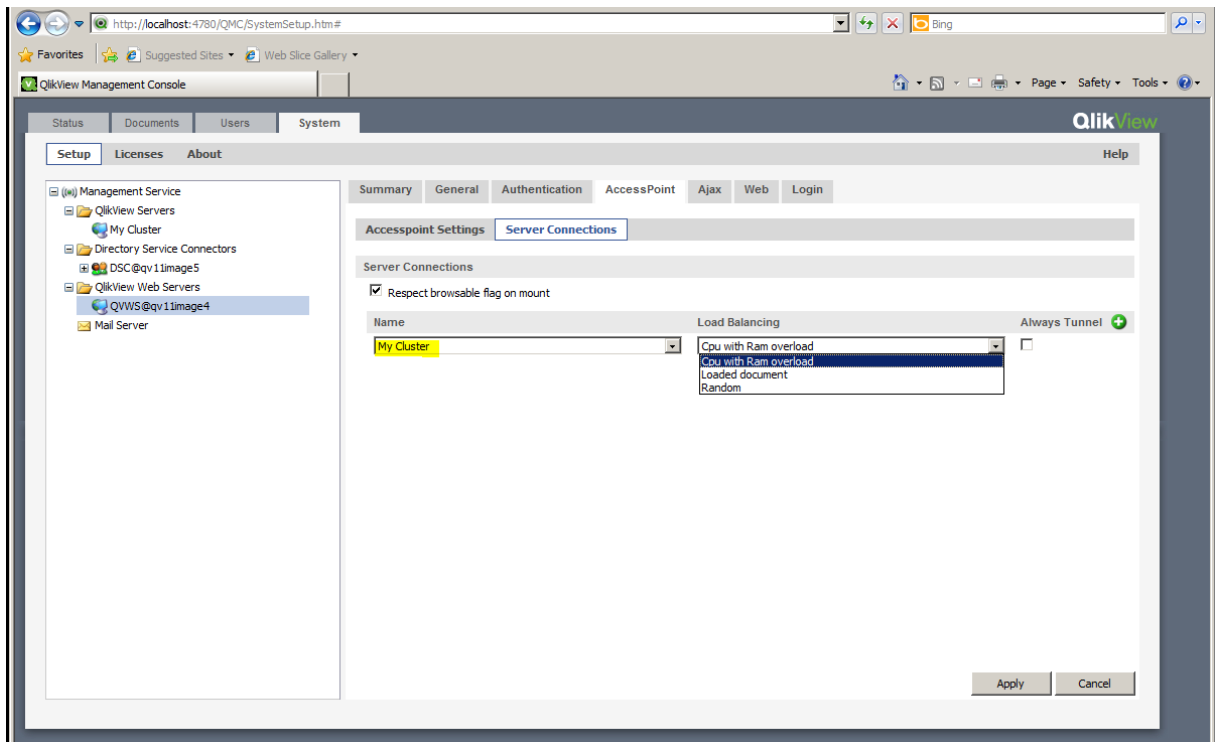 http://localhost:4780/QMC/SystemSetup.htm#
Bing
Favorites
Suggested Sites
Web Slice Gallery
QlikView Management Console
Page
Safety
Tools
Status
Documents
Users
System
QlikView
Setup
Licenses
About
Help
Management Service
QlikView Servers
My Cluster
Directory Service Connectors
DSC@qv11image5
QlikView Web Servers
QVWS@qv11image4
Mail Server
Summary
General
Authentication
AccessPoint
Ajax
Web
Login
Accesspoint Settings
Server Connections
Server Connections
Respect browsable flag on mount
Name
Load Balancing
Always Tunnel
My Cluster
Cpu with Ram overload
Cpu with Ram overload
Loaded document
Random
Apply
Cancel